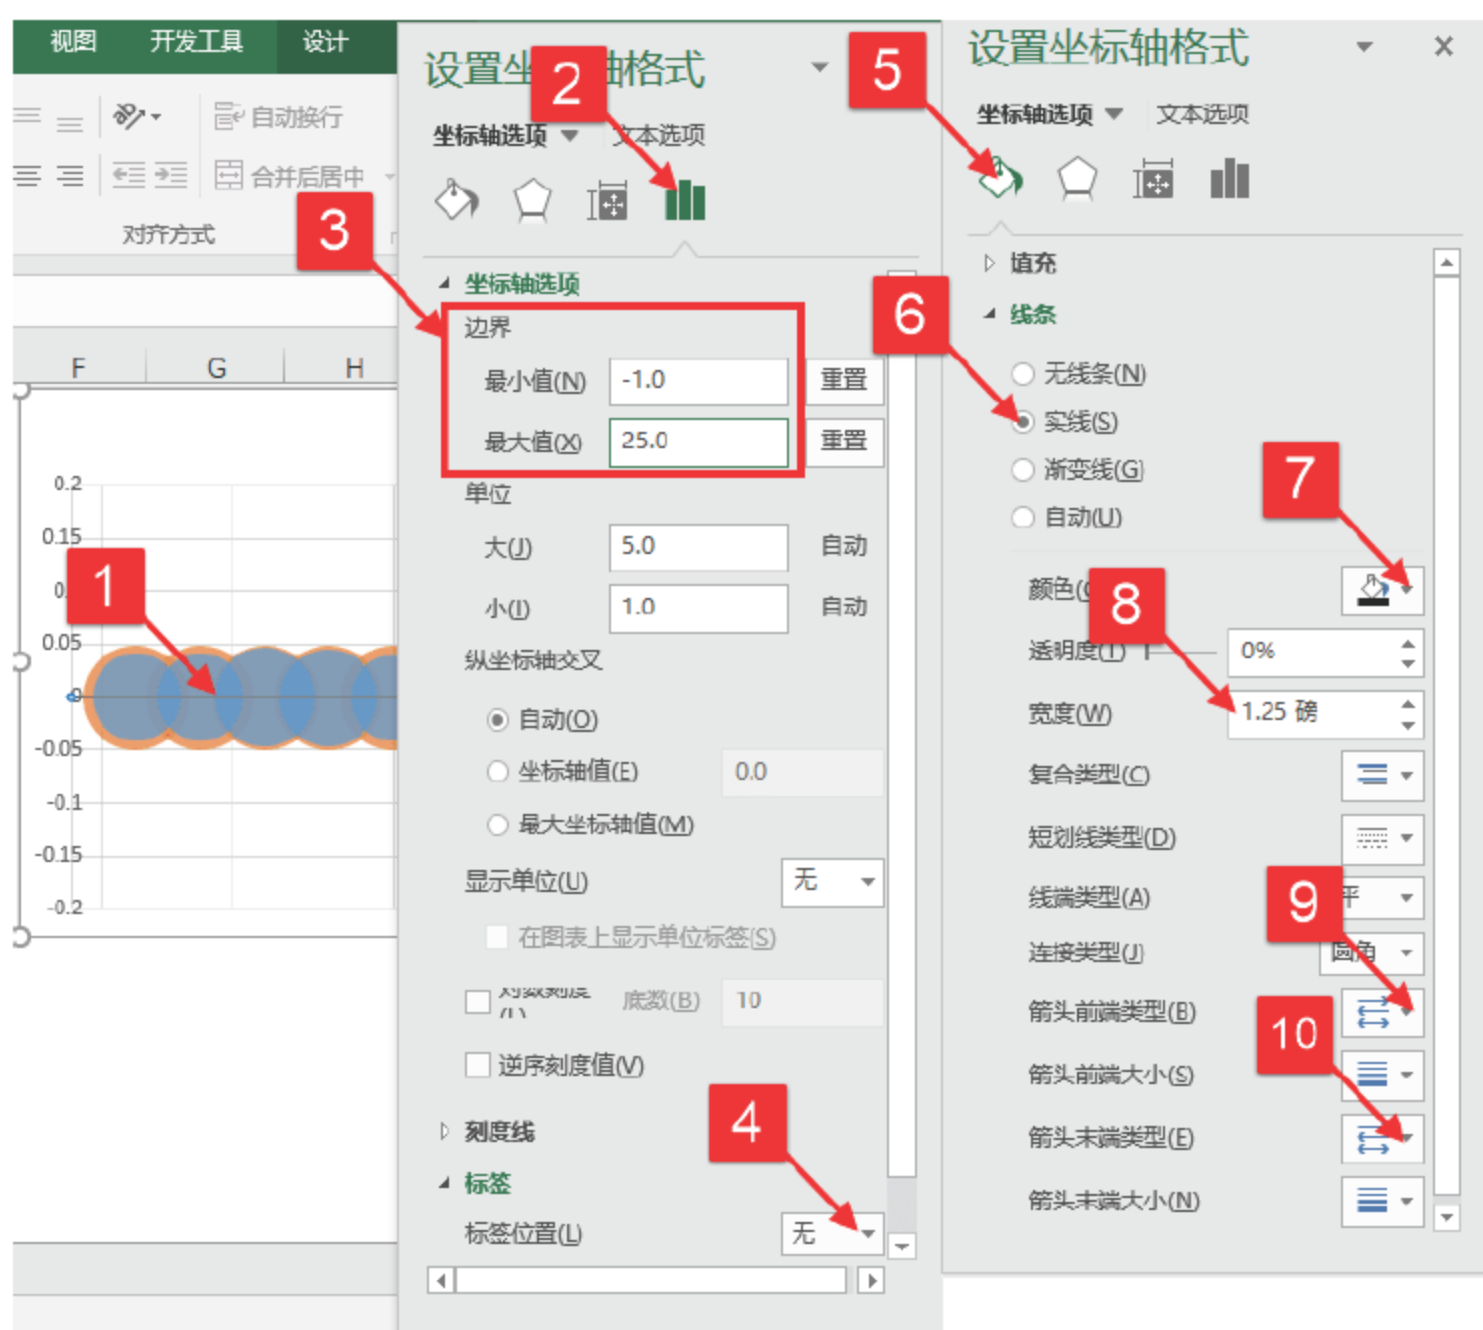 视图 开发工具 设计
自动换行
合并后居中
对齐方式
F G H
0.2
0.15
0.05
0
-0.05
-0.1
-0.15
-0.2
1
2
3
4
设置坐 轴格式
坐标轴选项 文本选项
坐标轴选项
边界
最小值(N) -1.0 重置
最大值(X) 25.0 重置
单位
大(J) 5.0 自动
小(I) 1.0 自动
纵坐标轴交叉
自动(O)
坐标轴值(E) 0.0
最大坐标轴值(M)
显示单位(U) 无
在图表上显示单位标签(S)
对数刻度(L) 底数(B) 10
逆序刻度值(V)
刻度线
标签
标签位置(L) 无
5
6
7
8
9
10
设置坐标轴格式
坐标轴选项 文本选项
填充
线条
无线条(N)
实线(S)
渐变线(G)
自动(U)
颜色(
透明度(T) 0%
宽度(W) 1.25 磅
复合类型(C)
短划线类型(D)
线端类型(A) 平
连接类型(J) 圆角
箭头前端类型(B)
箭头前端大小(S)
箭头末端类型(E)
箭头末端大小(N)